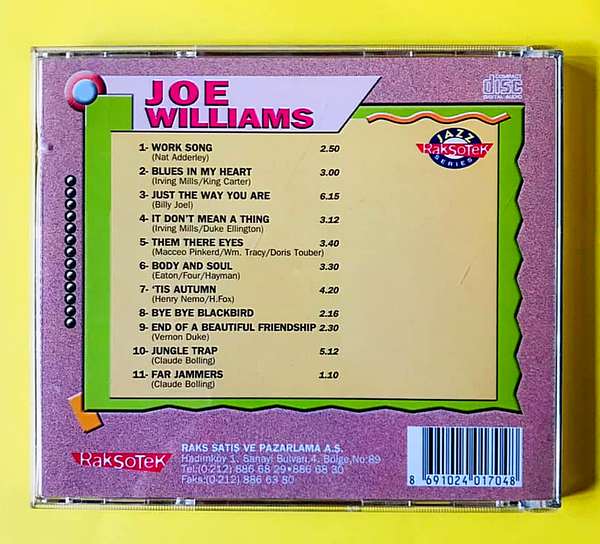 JOE
WILLIAMS
COMPACT
disc
DIGITAL AUDIO
JAZZ
RakSoTeK
SERIES
1- WORK SONG 2.50
(Nat Adderley)
2- BLUES IN MY HEART 3.00
(Irving Mills/King Carter)
3- JUST THE WAY YOU ARE 6.15
(Billy Joel)
4- IT DON'T MEAN A THING 3.12
(Irving Mills/Duke Ellington)
5- THEM THERE EYES 3.40
(Macceo Pinkerd/Wm. Tracy/Doris Touber)
6- BODY AND SOUL 3.30
(Eaton/Four/Hayman)
7- 'TIS AUTUMN 4.20
(Henry Nemo/H.Fox)
8- BYE BYE BLACKBIRD 2.16
9- END OF A BEAUTIFUL FRIENDSHIP 2.30
(Vernon Duke)
10- JUNGLE TRAP 5.12
(Claude Bolling)
11- FAR JAMMERS 1.10
(Claude Bolling)
RakSoTeK
RAKS SATIŞ VE PAZARLAMA A.Ş.
Hadımköy 1. Sanayi Bulvarı,4. Bölge,No:89
Tel:(0-212) 886 68 29•886 68 30
Faks:(0-212) 886 63 80
8 691024 017048